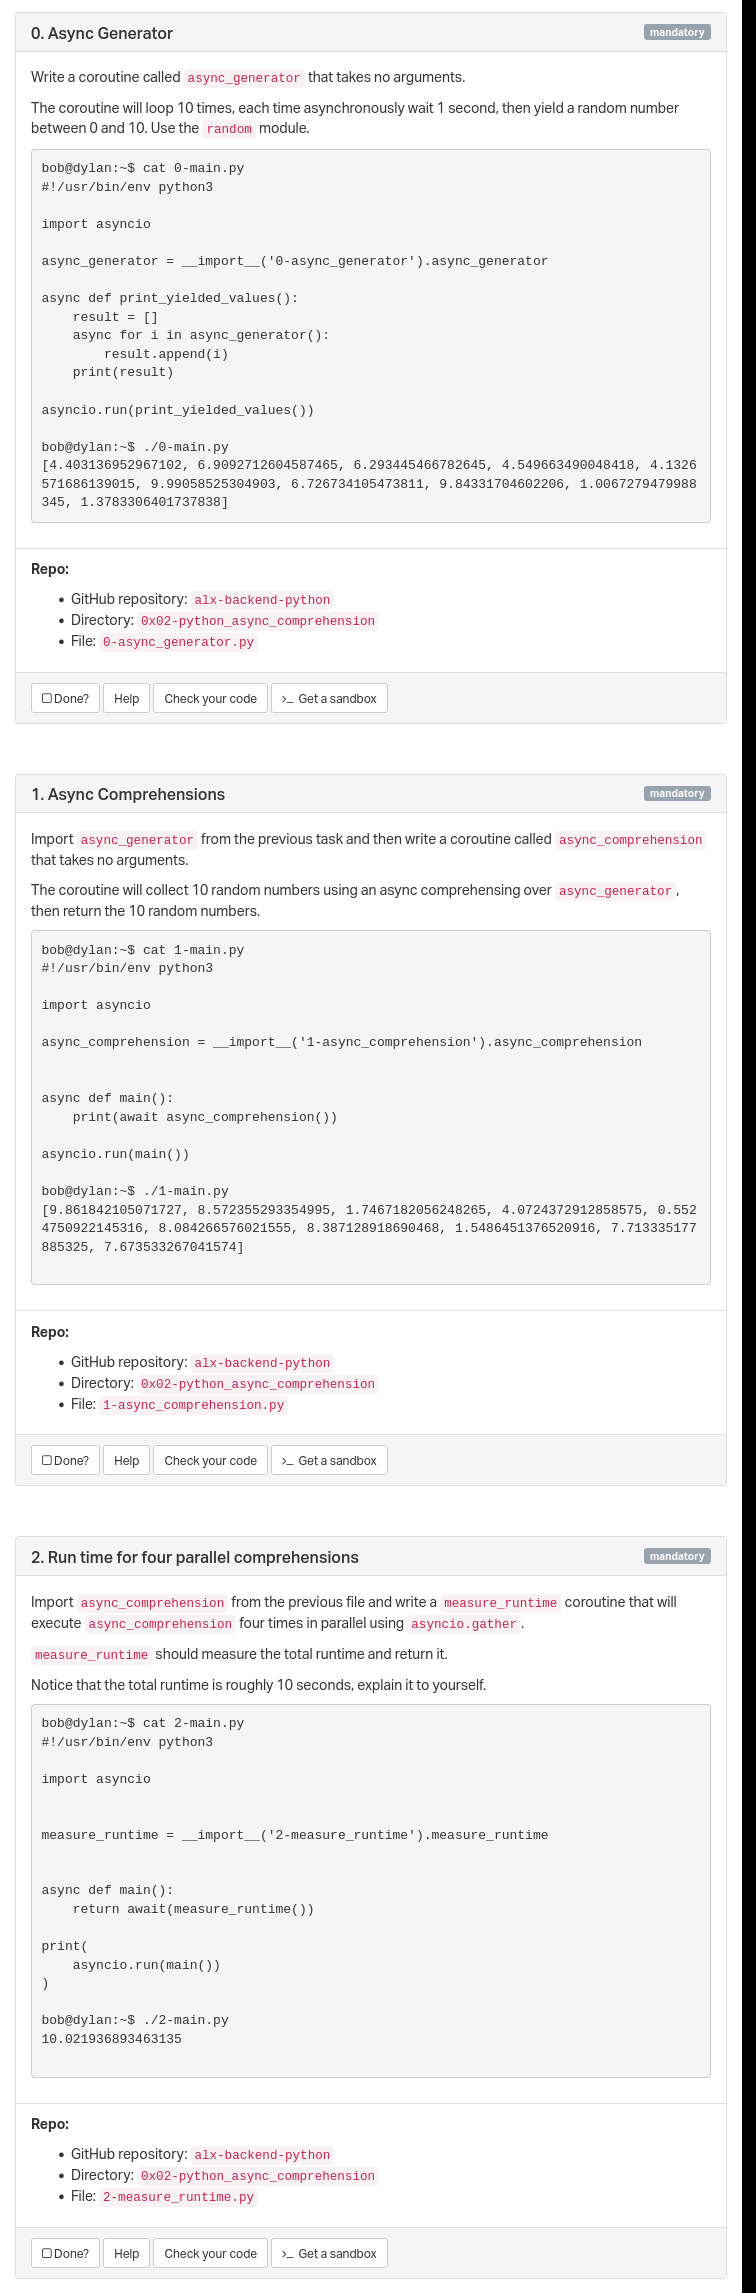 0. Async Generator
mandatory
Write a coroutine called async_generator that takes no arguments.
The coroutine will loop 10 times, each time asynchronously wait 1 second, then yield a random number
between 0 and 10. Use the random module.
bob@dylan:~$ cat 0-main.py
#!/usr/bin/env python3
import asyncio
async_generator = __import__('0-async_generator').async_generator
async def print_yielded_values():
    result = []
    async for i in async_generator():
        result.append(i)
    print(result)
asyncio.run(print_yielded_values())
bob@dylan:~$ ./0-main.py
[4.403136952967102, 6.9092712604587465, 6.293445466782645, 4.549663490048418, 4.1326
571686139015, 9.99058525304903, 6.726734105473811, 9.84331704602206, 1.0067279479988
345, 1.3783306401737838]
Repo:
• GitHub repository: alx-backend-python
• Directory: 0x02-python_async_comprehension
• File: 0-async_generator.py
Done? Help Check your code >_ Get a sandbox
1. Async Comprehensions
mandatory
Import async_generator from the previous task and then write a coroutine called async_comprehension
that takes no arguments.
The coroutine will collect 10 random numbers using an async comprehensing over async_generator,
then return the 10 random numbers.
bob@dylan:~$ cat 1-main.py
#!/usr/bin/env python3
import asyncio
async_comprehension = __import__('1-async_comprehension').async_comprehension
async def main():
    print(await async_comprehension())
asyncio.run(main())
bob@dylan:~$ ./1-main.py
[9.861842105071727, 8.572355293354995, 1.7467182056248265, 4.0724372912858575, 0.552
4750922145316, 8.084266576021555, 8.387128918690468, 1.5486451376520916, 7.713335177
885325, 7.673533267041574]
Repo:
• GitHub repository: alx-backend-python
• Directory: 0x02-python_async_comprehension
• File: 1-async_comprehension.py
Done? Help Check your code >_ Get a sandbox
2. Run time for four parallel comprehensions
mandatory
Import async_comprehension from the previous file and write a measure_runtime coroutine that will
execute async_comprehension four times in parallel using asyncio.gather.
measure_runtime should measure the total runtime and return it.
Notice that the total runtime is roughly 10 seconds, explain it to yourself.
bob@dylan:~$ cat 2-main.py
#!/usr/bin/env python3
import asyncio
measure_runtime = __import__('2-measure_runtime').measure_runtime
async def main():
    return await(measure_runtime())
print(
    asyncio.run(main())
)
bob@dylan:~$ ./2-main.py
10.021936893463135
Repo:
• GitHub repository: alx-backend-python
• Directory: 0x02-python_async_comprehension
• File: 2-measure_runtime.py
Done? Help Check your code >_ Get a sandbox